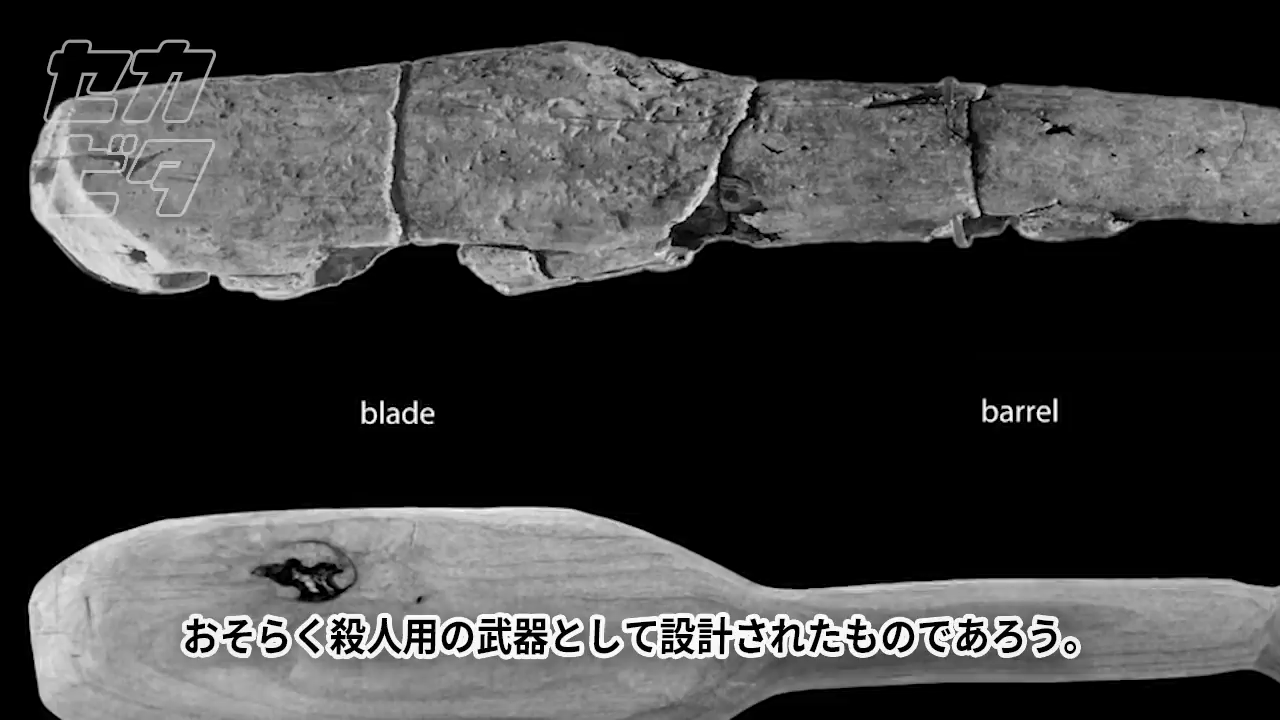 セカ
ビタ
blade
barrel
おそらく殺人用の武器として設計されたものであろう。